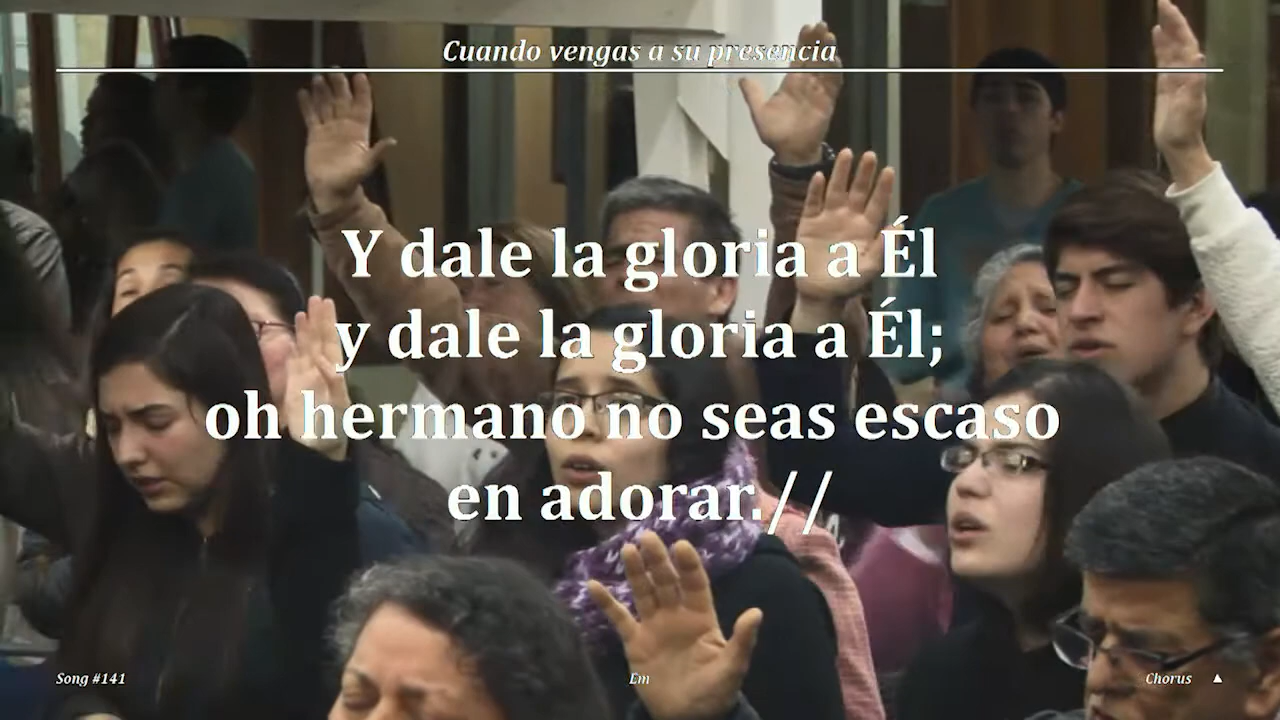 Cuando vengas a su presencia
Y dale la gloria a Él
y dale la gloria a Él;
oh hermano no seas escaso
en adorar.//
Song #141
Em
Chorus ▲